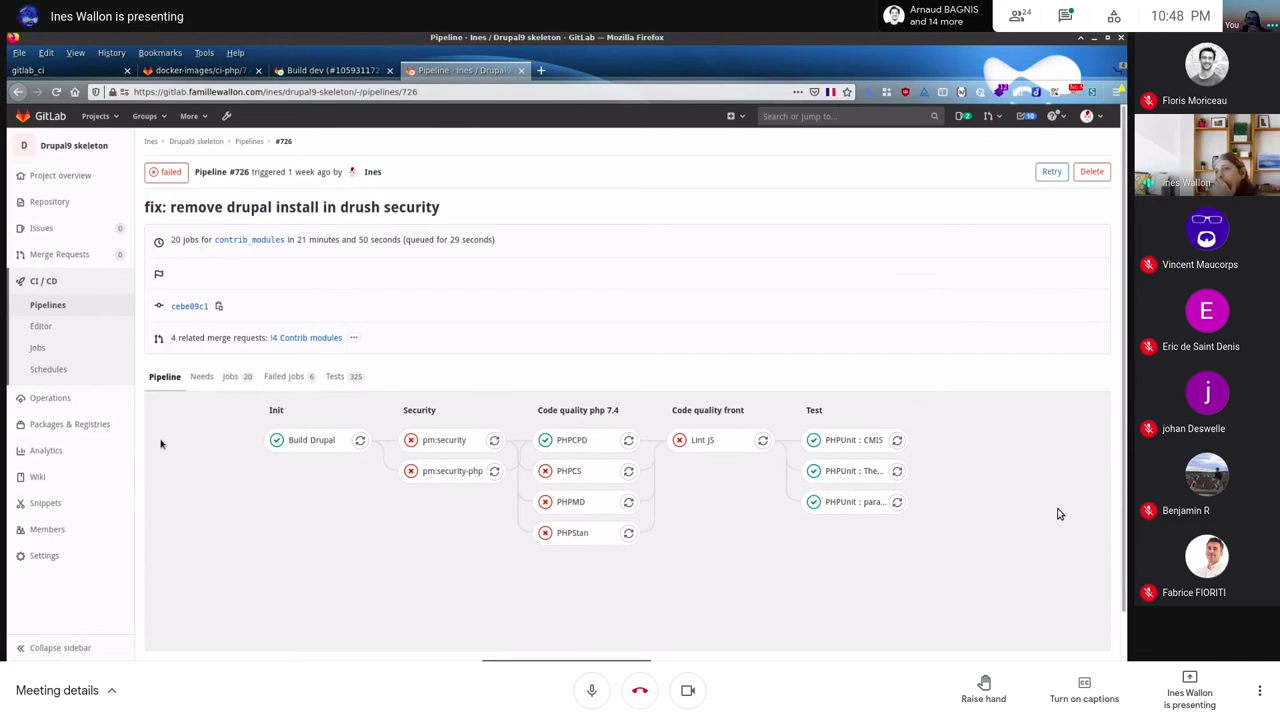 Ines Wallon is presenting
Arnaud BAGNIS
and 14 more
24
10:48 PM
You
Pipeline · Ines / Drupal9 skeleton · GitLab - Mozilla Firefox
File Edit View History Bookmarks Tools Help
gitlab_ci
docker-images/ci-php/7
Build dev (#105931172
Pipeline · Ines / Drupal9
https://gitlab.famillewallon.com/ines/drupal9-skeleton/-/pipelines/726
GitLab Projects Groups More
Search or jump to...
2
10
D Drupal9 skeleton
Project overview
Repository
Issues 0
Merge Requests 0
CI / CD
Pipelines
Editor
Jobs
Schedules
Operations
Packages & Registries
Analytics
Wiki
Snippets
Members
Settings
Collapse sidebar
Ines > Drupal9 skeleton > Pipelines > #726
failed Pipeline #726 triggered 1 week ago by Ines
Retry Delete
fix: remove drupal install in drush security
20 jobs for contrib_modules in 21 minutes and 50 seconds (queued for 29 seconds)
cebe09c1
4 related merge requests: !4 Contrib modules ...
Pipeline Needs Jobs 20 Failed Jobs 6 Tests 325
Init
Build Drupal
Security
pm:security
pm:security-php
Code quality php 7.4
PHPCPD
PHPCS
PHPMD
PHPStan
Code quality front
Lint JS
Test
PHPUnit : CMIS
PHPUnit : The...
PHPUnit : para...
Floris Moriceau
Ines Wallon
Vincent Maucorps
E
Eric de Saint Denis
j
johan Deswelle
Benjamin R
Fabrice FIORITI
Meeting details
Raise hand
Turn on captions
Ines Wallon
is presenting